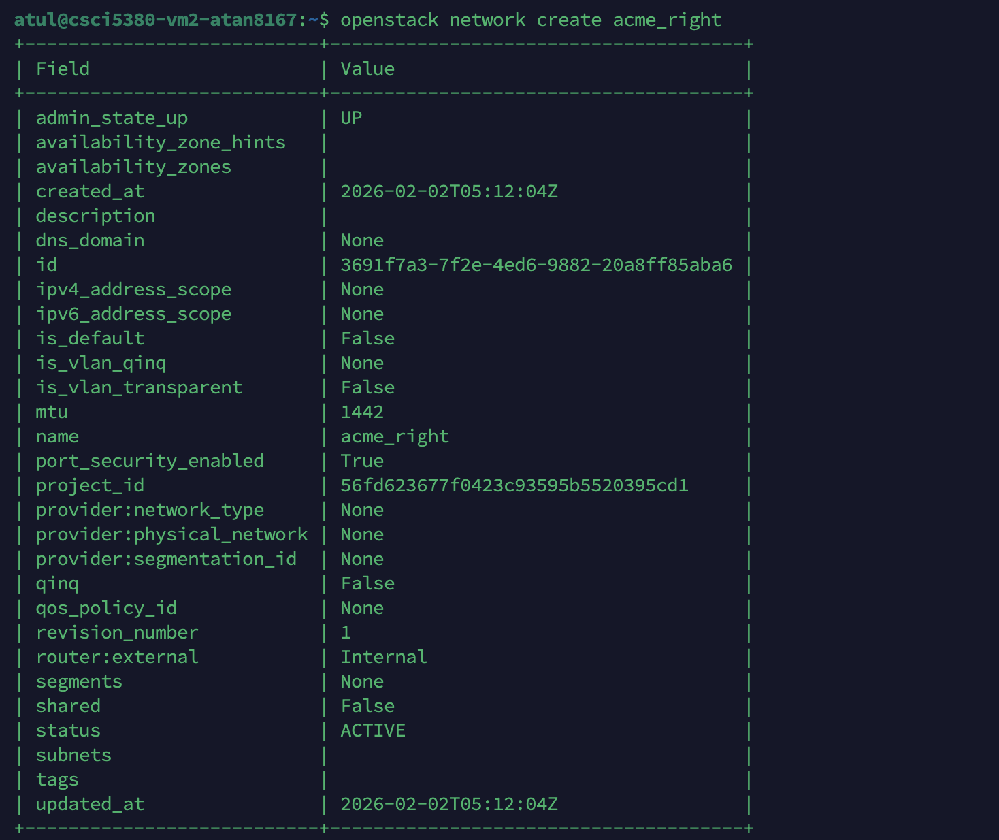 atul@csci5380-vm2-atan8167:~$ openstack network create acme_right
+---------------------------+--------------------------------------+
| Field                     | Value                                |
+---------------------------+--------------------------------------+
| admin_state_up            | UP                                   |
| availability_zone_hints   |                                      |
| availability_zones        |                                      |
| created_at                | 2026-02-02T05:12:04Z                 |
| description               |                                      |
| dns_domain                | None                                 |
| id                        | 3691f7a3-7f2e-4ed6-9882-20a8ff85aba6 |
| ipv4_address_scope        | None                                 |
| ipv6_address_scope        | None                                 |
| is_default                | False                                |
| is_vlan_qinq              | None                                 |
| is_vlan_transparent       | False                                |
| mtu                       | 1442                                 |
| name                      | acme_right                           |
| port_security_enabled     | True                                 |
| project_id                | 56fd623677f0423c93595b5520395cd1     |
| provider:network_type     | None                                 |
| provider:physical_network | None                                 |
| provider:segmentation_id  | None                                 |
| qinq                      | False                                |
| qos_policy_id             | None                                 |
| revision_number           | 1                                    |
| router:external           | Internal                             |
| segments                  | None                                 |
| shared                    | False                                |
| status                    | ACTIVE                               |
| subnets                   |                                      |
| tags                      |                                      |
| updated_at                | 2026-02-02T05:12:04Z                 |
+---------------------------+--------------------------------------+